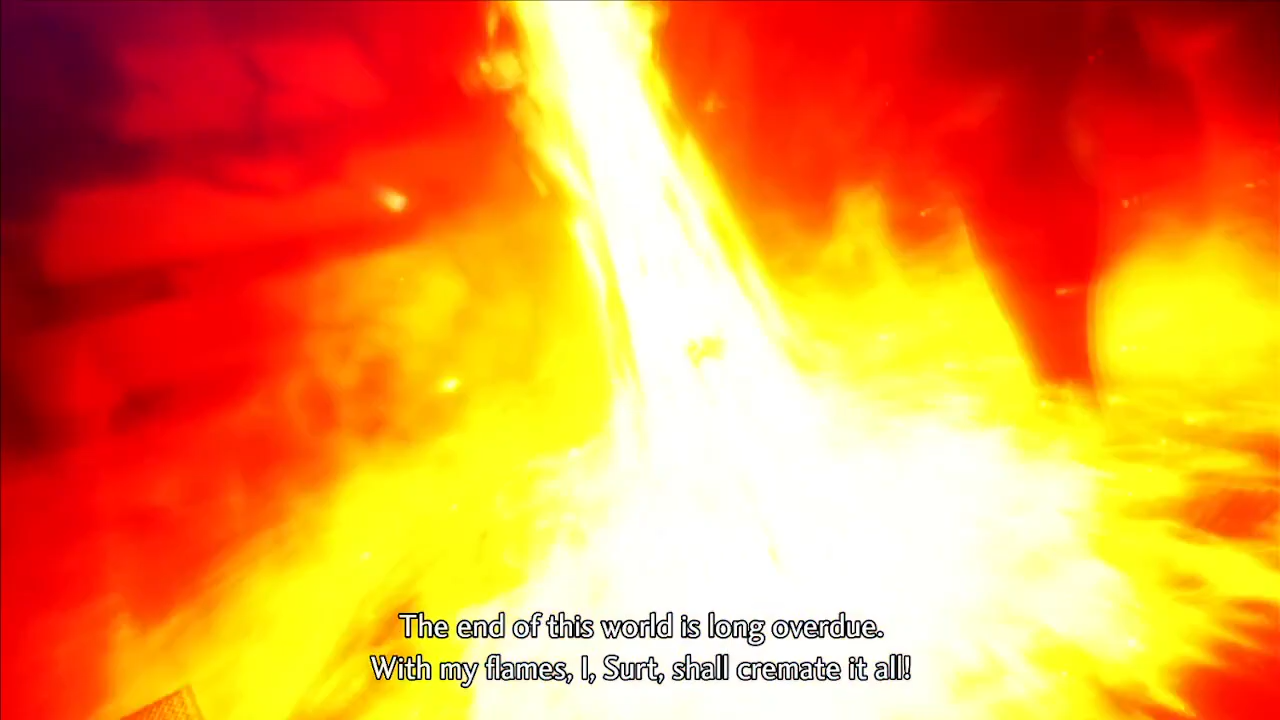 The end of this world is long overdue.
With my flames, I, Surt, shall cremate it all!